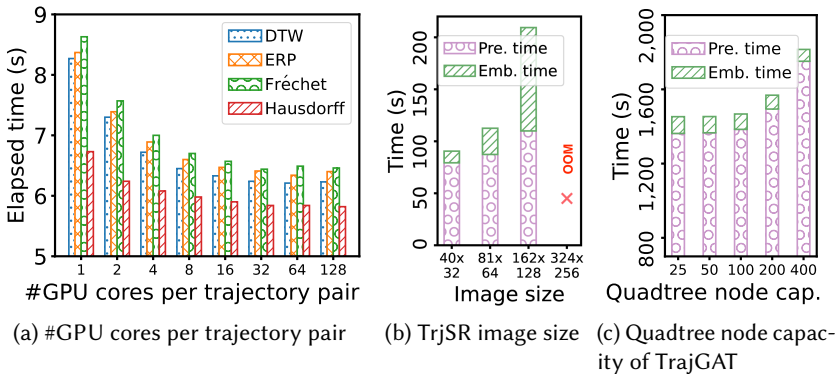 9
8
7
6
5
Elapsed time (s)
DTW
ERP
Fréchet
Hausdorff
1 2 4 8 16 32 64 128
#GPU cores per trajectory pair
(a) #GPU cores per trajectory pair
200
150
100
50
0
Time (s)
Pre. time
Emb. time
OOM
40x 81x 162x 324x
32 64 128 256
Image size
(b) TrjSR image size
2,000
1,600
1,200
800
Time (s)
Pre. time
Emb. time
25 50 100 200 400
Quadtree node cap.
(c) Quadtree node capac-
ity of TrajGAT